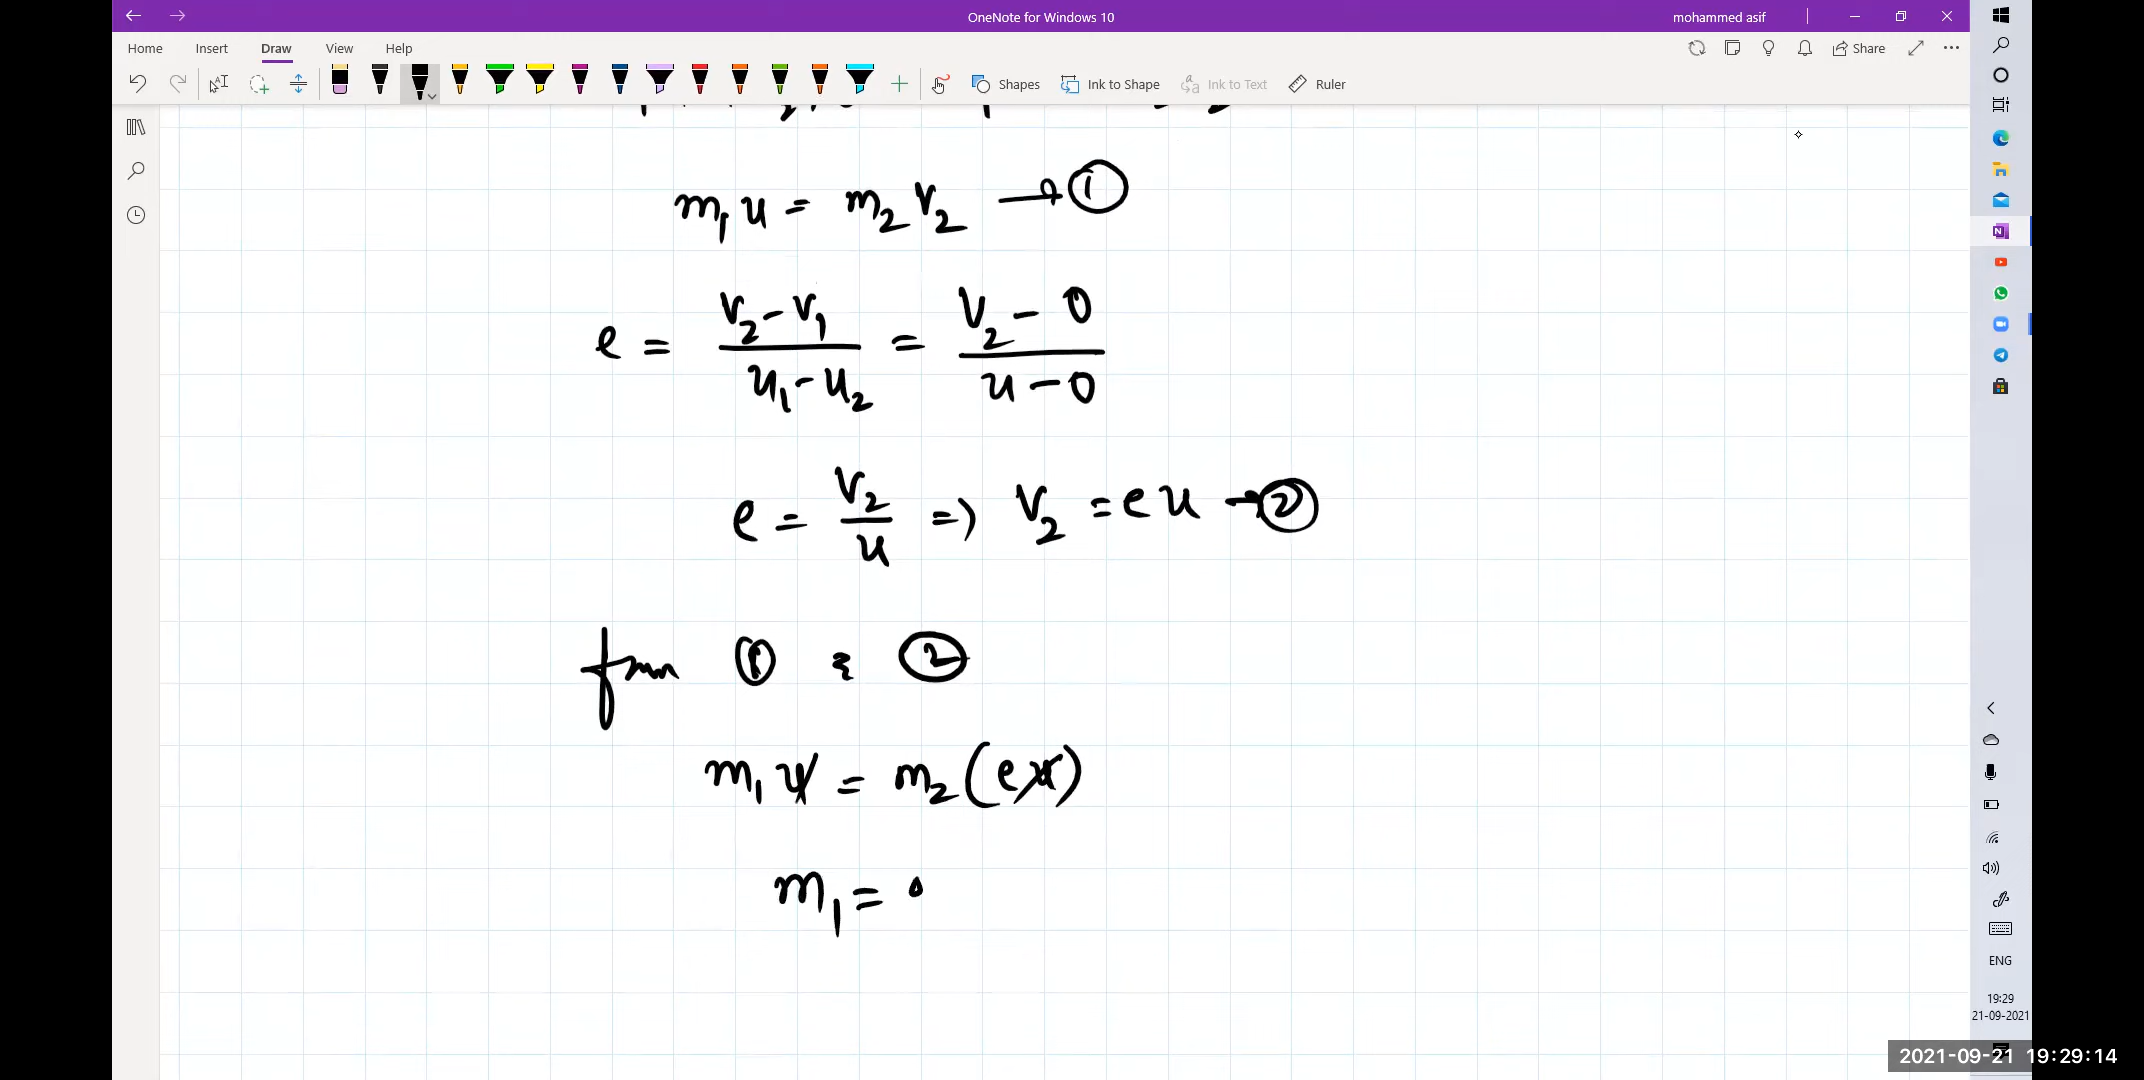 OneNote for Windows 10
mohammed asif
Home Insert Draw View Help
Share
Shapes Ink to Shape Ink to Text Ruler
m₁u = m₂v₂ → ①
e = (v₂ - v₁)/(u₁ - u₂) = (v₂ - 0)/(u - 0)
e = v₂/u => v₂ = eu → ②
from ① & ②
m₁u = m₂(eu)
m₁ =
ENG
19:29
21-09-2021
2021-09-21 19:29:14